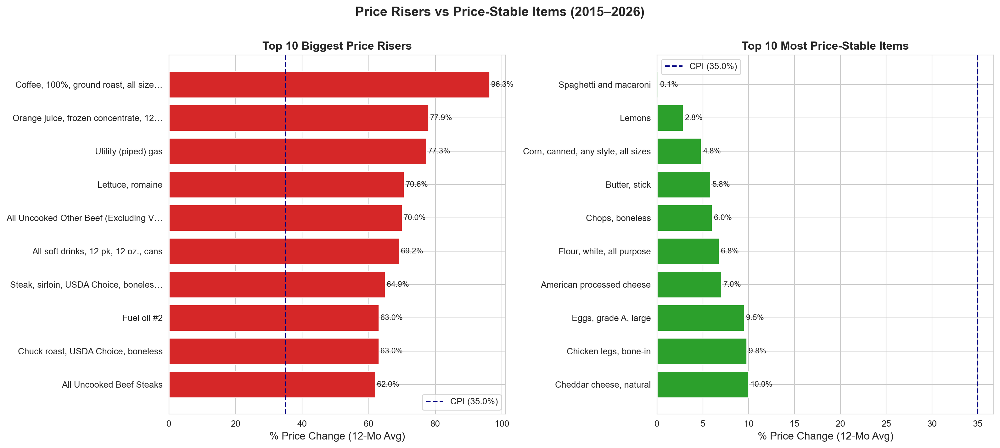 Price Risers vs Price-Stable Items (2015–2026)
Top 10 Biggest Price Risers
Coffee, 100%, ground roast, all size…
96.3%
Orange juice, frozen concentrate, 12…
77.9%
Utility (piped) gas
77.3%
Lettuce, romaine
70.6%
All Uncooked Other Beef (Excluding V…
70.0%
All soft drinks, 12 pk, 12 oz., cans
69.2%
Steak, sirloin, USDA Choice, boneles…
64.9%
Fuel oil #2
63.0%
Chuck roast, USDA Choice, boneless
63.0%
All Uncooked Beef Steaks
62.0%
CPI (35.0%)
0 20 40 60 80 100
% Price Change (12-Mo Avg)
Top 10 Most Price-Stable Items
CPI (35.0%)
Spaghetti and macaroni
0.1%
Lemons
2.8%
Corn, canned, any style, all sizes
4.8%
Butter, stick
5.8%
Chops, boneless
6.0%
Flour, white, all purpose
6.8%
American processed cheese
7.0%
Eggs, grade A, large
9.5%
Chicken legs, bone-in
9.8%
Cheddar cheese, natural
10.0%
0 5 10 15 20 25 30 35
% Price Change (12-Mo Avg)